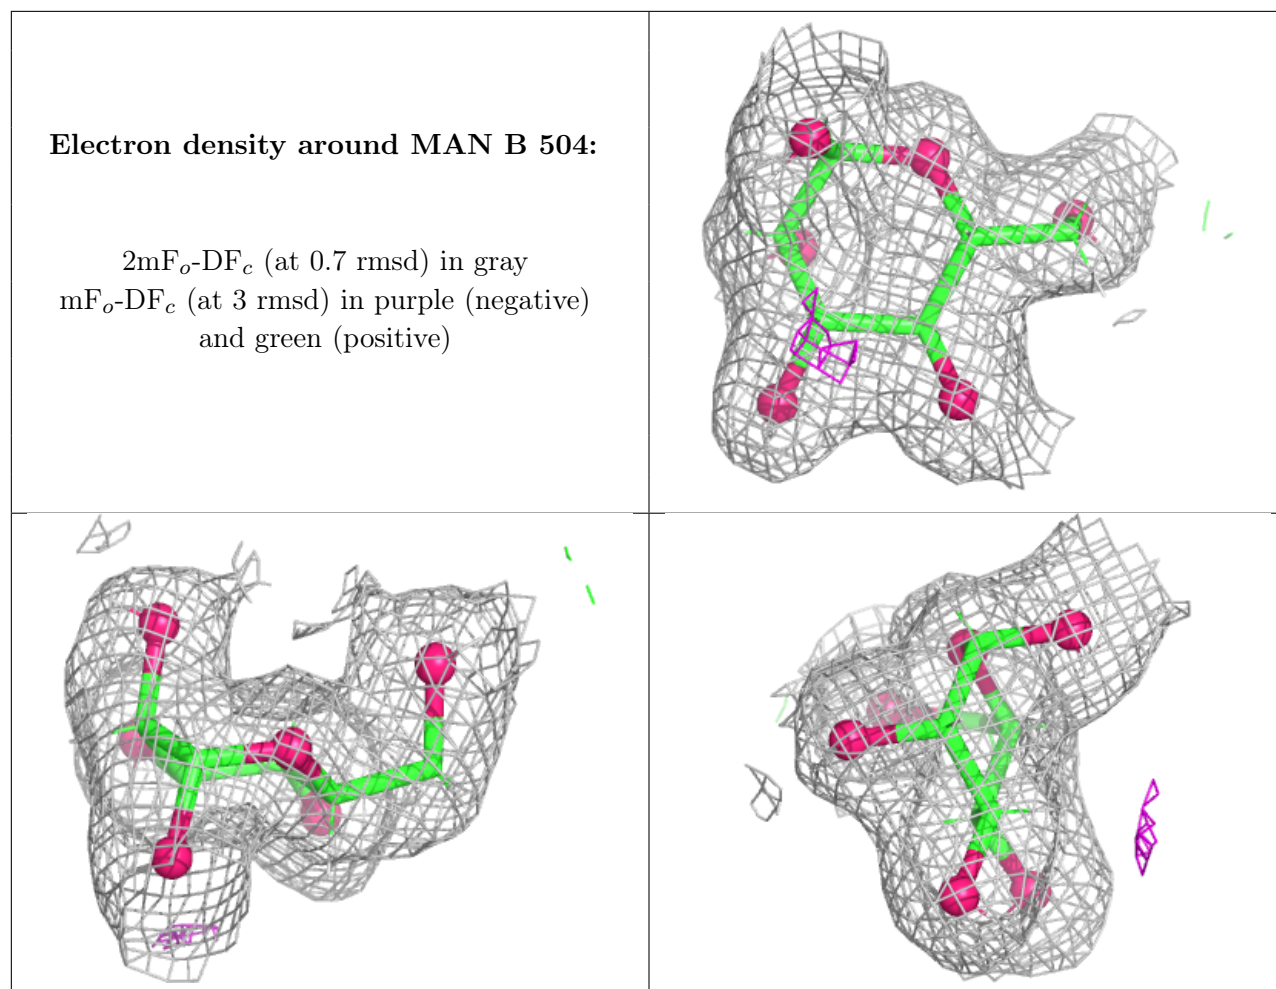 Electron density around MAN B 504:
2mFo-DFc (at 0.7 rmsd) in gray
mFo-DFc (at 3 rmsd) in purple (negative)
and green (positive)